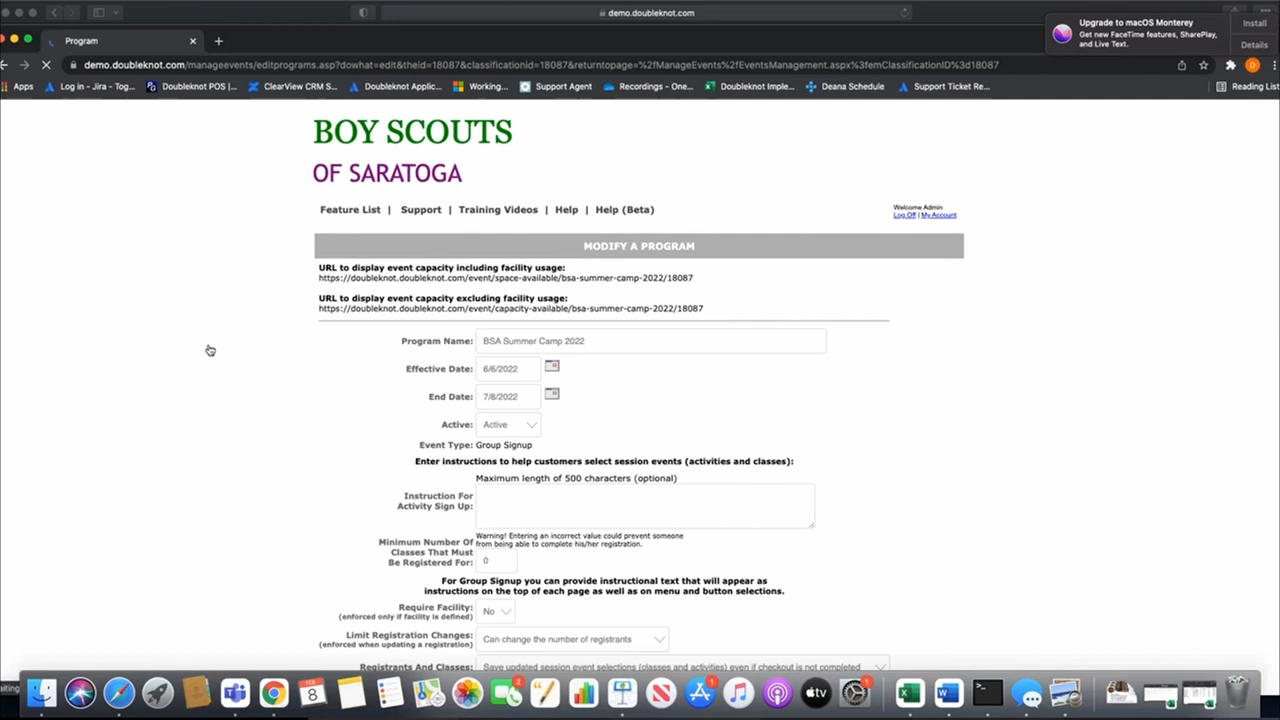 demo.doubleknot.com
Upgrade to macOS Monterey
Get new FaceTime features, SharePlay,
and Live Text.
Install
Details
Program
demo.doubleknot.com/manageevents/editprograms.asp?dowhat=edit&theid=18087&classificationid=18087&returntopage=%2fManageEvents%2fEventsManagement.aspx%3femClassificationID%3d18087
Apps
Log in - Jira - Tog...
Doubleknot POS |...
ClearView CRM S...
Doubleknot Applic...
Working...
Support Agent
Recordings - One...
Doubleknot Imple...
Deana Schedule
Support Ticket Re...
Reading List
BOY SCOUTS
OF SARATOGA
Feature List | Support | Training Videos | Help | Help (Beta)
Welcome Admin
Log Off | My Account
MODIFY A PROGRAM
URL to display event capacity including facility usage:
https://doubleknot.doubleknot.com/event/space-available/bsa-summer-camp-2022/18087
URL to display event capacity excluding facility usage:
https://doubleknot.doubleknot.com/event/capacity-available/bsa-summer-camp-2022/18087
Program Name: BSA Summer Camp 2022
Effective Date: 6/6/2022
End Date: 7/8/2022
Active: Active
Event Type: Group Signup
Enter instructions to help customers select session events (activities and classes):
Maximum length of 500 characters (optional)
Instruction For
Activity Sign Up:
Warning! Entering an incorrect value could prevent someone
from being able to complete his/her registration.
Minimum Number Of
Classes That Must
Be Registered For: 0
For Group Signup you can provide instructional text that will appear as
instructions on the top of each page as well as on menu and button selections.
Require Facility: No
(enforced only if facility is defined)
Limit Registration Changes: Can change the number of registrants
(enforced when updating a registration)
Registrants And Classes: Save updated session event selections (classes and activities) even if checkout is not completed
FEB
8
2
1
tv
1